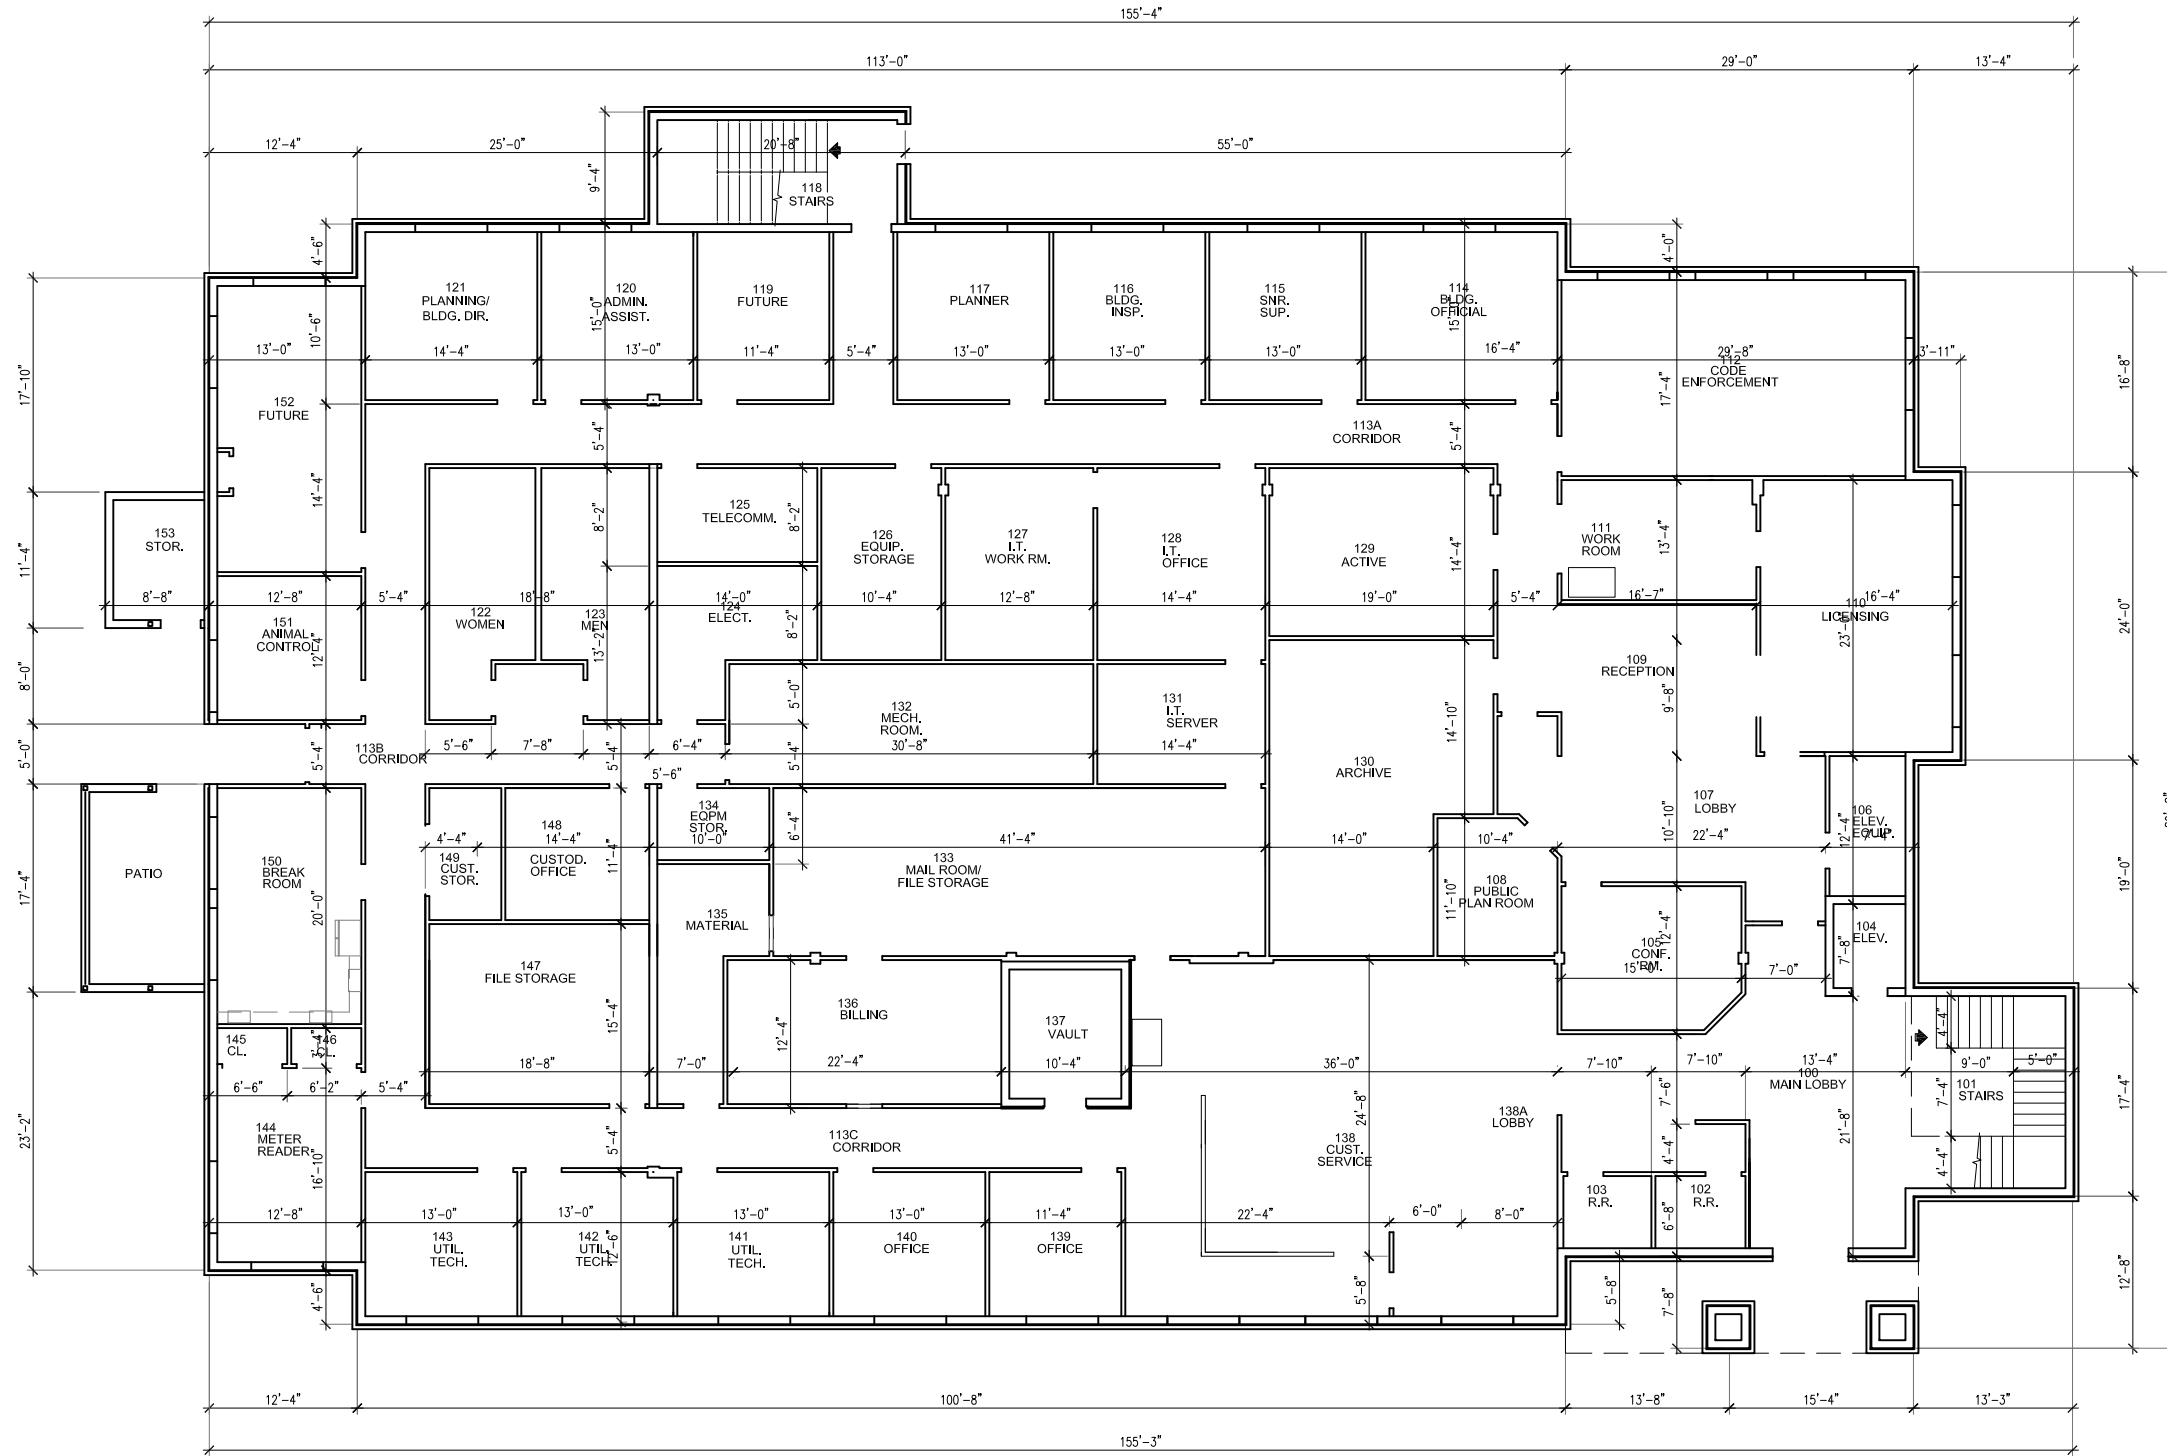 155'-4"
113'-0"
29'-0"
13'-4"
12'-4"
25'-0"
20'-8"
55'-0"
9'-4"
118
STAIRS
4'-6"
4'-0"
121
PLANNING/
BLDG. DIR.
120
ADMIN.
ASSIST.
15'-0"
119
FUTURE
117
PLANNER
116
BLDG.
INSP.
115
SNR.
SUP.
114
BLDG.
OFFICIAL
10'-6"
13'-0"
14'-4"
13'-0"
11'-4"
5'-4"
13'-0"
13'-0"
13'-0"
16'-4"
29'-8"
3'-11"
112
CODE
ENFORCEMENT
17'-10"
17'-4"
16'-8"
152
FUTURE
113A
CORRIDOR
5'-4"
5'-4"
14'-4"
8'-2"
125
TELECOMM.
8'-2"
126
EQUIP.
STORAGE
127
I.T.
WORK RM.
128
I.T.
OFFICE
129
ACTIVE
14'-4"
111
WORK
ROOM
13'-4"
153
STOR.
11'-4"
8'-8"
12'-8"
5'-4"
18'-8"
14'-0"
10'-4"
12'-8"
14'-4"
19'-0"
5'-4"
16'-7"
16'-4"
151
ANIMAL
CONTROL
12'-4"
122
WOMEN
123
MEN
13'-2"
124
ELECT.
8'-2"
110
LICENSING
23'-0"
24'-0"
109
RECEPTION
9'-8"
8'-0"
5'-0"
132
MECH.
ROOM.
131
I.T.
SERVER
14'-10"
5'-0"
5'-4"
113B
CORRIDOR
5'-6"
7'-8"
5'-4"
6'-4"
5'-4"
30'-8"
14'-4"
5'-6"
130
ARCHIVE
107
LOBBY
106
ELEV.
EQUIP.
134
EQPM
STOR.
6'-4"
148
CUSTOD.
OFFICE
149
CUST.
STOR.
4'-4"
14'-4"
11'-4"
10'-0"
41'-4"
14'-0"
10'-4"
10'-10"
22'-4"
12'-4"
7'-4"
150
BREAK
ROOM
20'-0"
PATIO
17'-4"
133
MAIL ROOM/
FILE STORAGE
108
PUBLIC
PLAN ROOM
11'-10"
19'-0"
135
MATERIAL
105
CONF.
RM.
12'-4"
15'-0"
7'-0"
104
ELEV.
7'-8"
147
FILE STORAGE
15'-4"
136
BILLING
12'-4"
137
VAULT
145
CL.
146
CL.
3'-4"
18'-8"
7'-0"
22'-4"
10'-4"
36'-0"
7'-10"
7'-10"
13'-4"
9'-0"
5'-0"
100
MAIN LOBBY
101
STAIRS
4'-4"
7'-4"
4'-4"
6'-6"
6'-2"
5'-4"
7'-6"
17'-4"
24'-8"
138A
LOBBY
21'-8"
23'-2"
144
METER
READER
16'-10"
5'-4"
113C
CORRIDOR
138
CUST.
SERVICE
4'-4"
103
R.R.
102
R.R.
6'-8"
12'-8"
13'-0"
13'-0"
13'-0"
13'-0"
11'-4"
22'-4"
6'-0"
8'-0"
143
UTIL.
TECH.
142
UTIL.
TECH.
12'-6"
141
UTIL.
TECH.
140
OFFICE
139
OFFICE
4'-6"
5'-8"
5'-8"
7'-8"
12'-8"
12'-4"
100'-8"
13'-8"
15'-4"
13'-3"
155'-3"